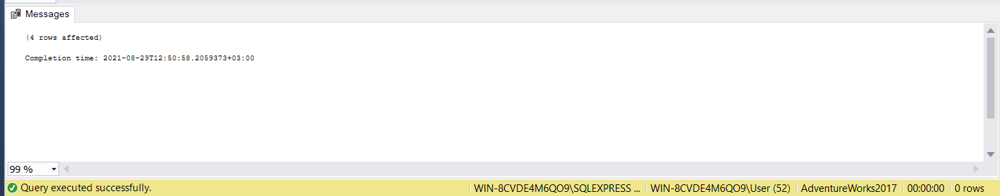 Messages
(4 rows affected)
Completion time: 2021-08-29T12:50:58.2059373+03:00
99 %
Query executed successfully. WIN-8CVDE4M6QO9\SQLEXPRESS ... WIN-8CVDE4M6QO9\User (52) AdventureWorks2017 00:00:00 0 rows